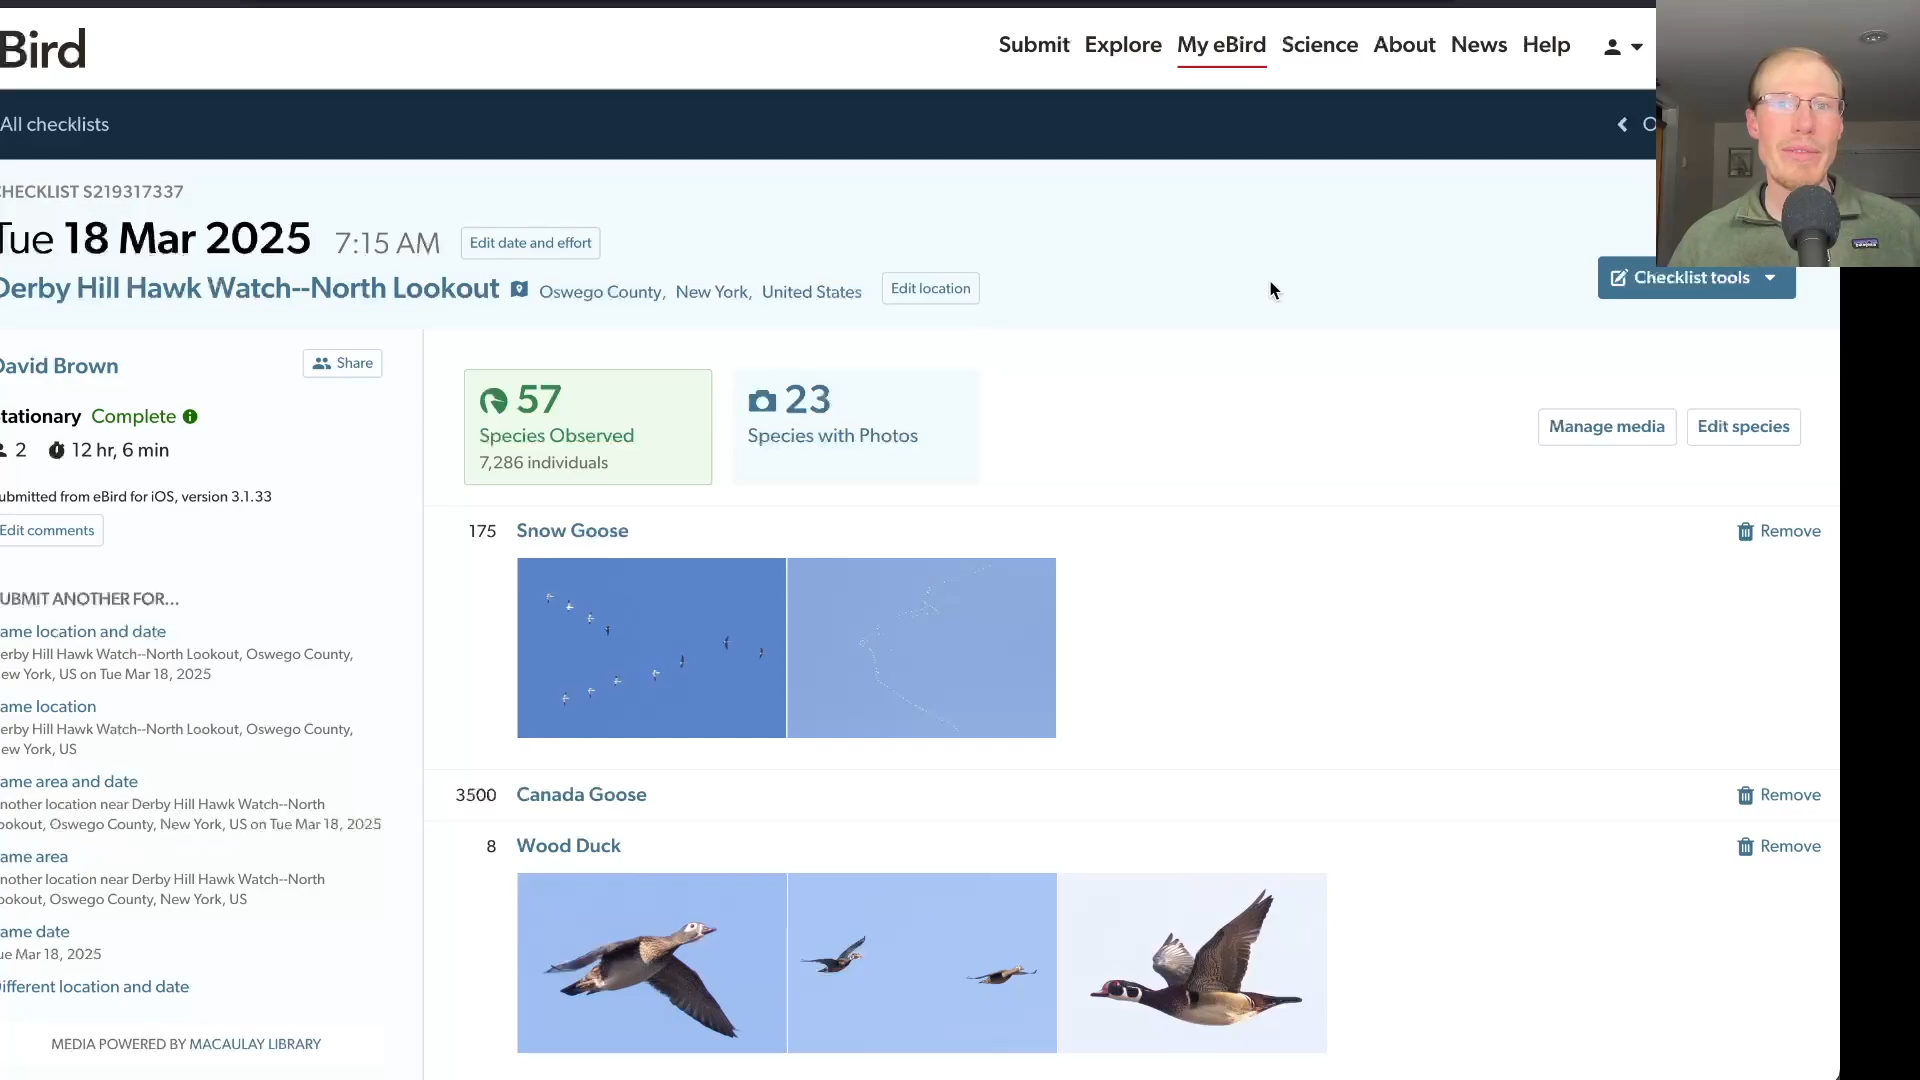 Bird
Submit Explore My eBird Science About News Help
All checklists
CHECKLIST S219317337
Tue 18 Mar 2025 7:15 AM Edit date and effort
Derby Hill Hawk Watch--North Lookout Oswego County, New York, United States Edit location
Checklist tools
David Brown Share
tationary Complete
2 12 hr, 6 min
ubmitted from eBird for iOS, version 3.1.33
Edit comments
57
Species Observed
7,286 individuals
23
Species with Photos
Manage media Edit species
175 Snow Goose Remove
3500 Canada Goose Remove
8 Wood Duck Remove
UBMIT ANOTHER FOR...
ame location and date
erby Hill Hawk Watch--North Lookout, Oswego County,
ew York, US on Tue Mar 18, 2025
ame location
erby Hill Hawk Watch--North Lookout, Oswego County,
ew York, US
ame area and date
nother location near Derby Hill Hawk Watch--North
ookout, Oswego County, New York, US on Tue Mar 18, 2025
ame area
nother location near Derby Hill Hawk Watch--North
ookout, Oswego County, New York, US
ame date
ue Mar 18, 2025
ifferent location and date
MEDIA POWERED BY MACAULAY LIBRARY